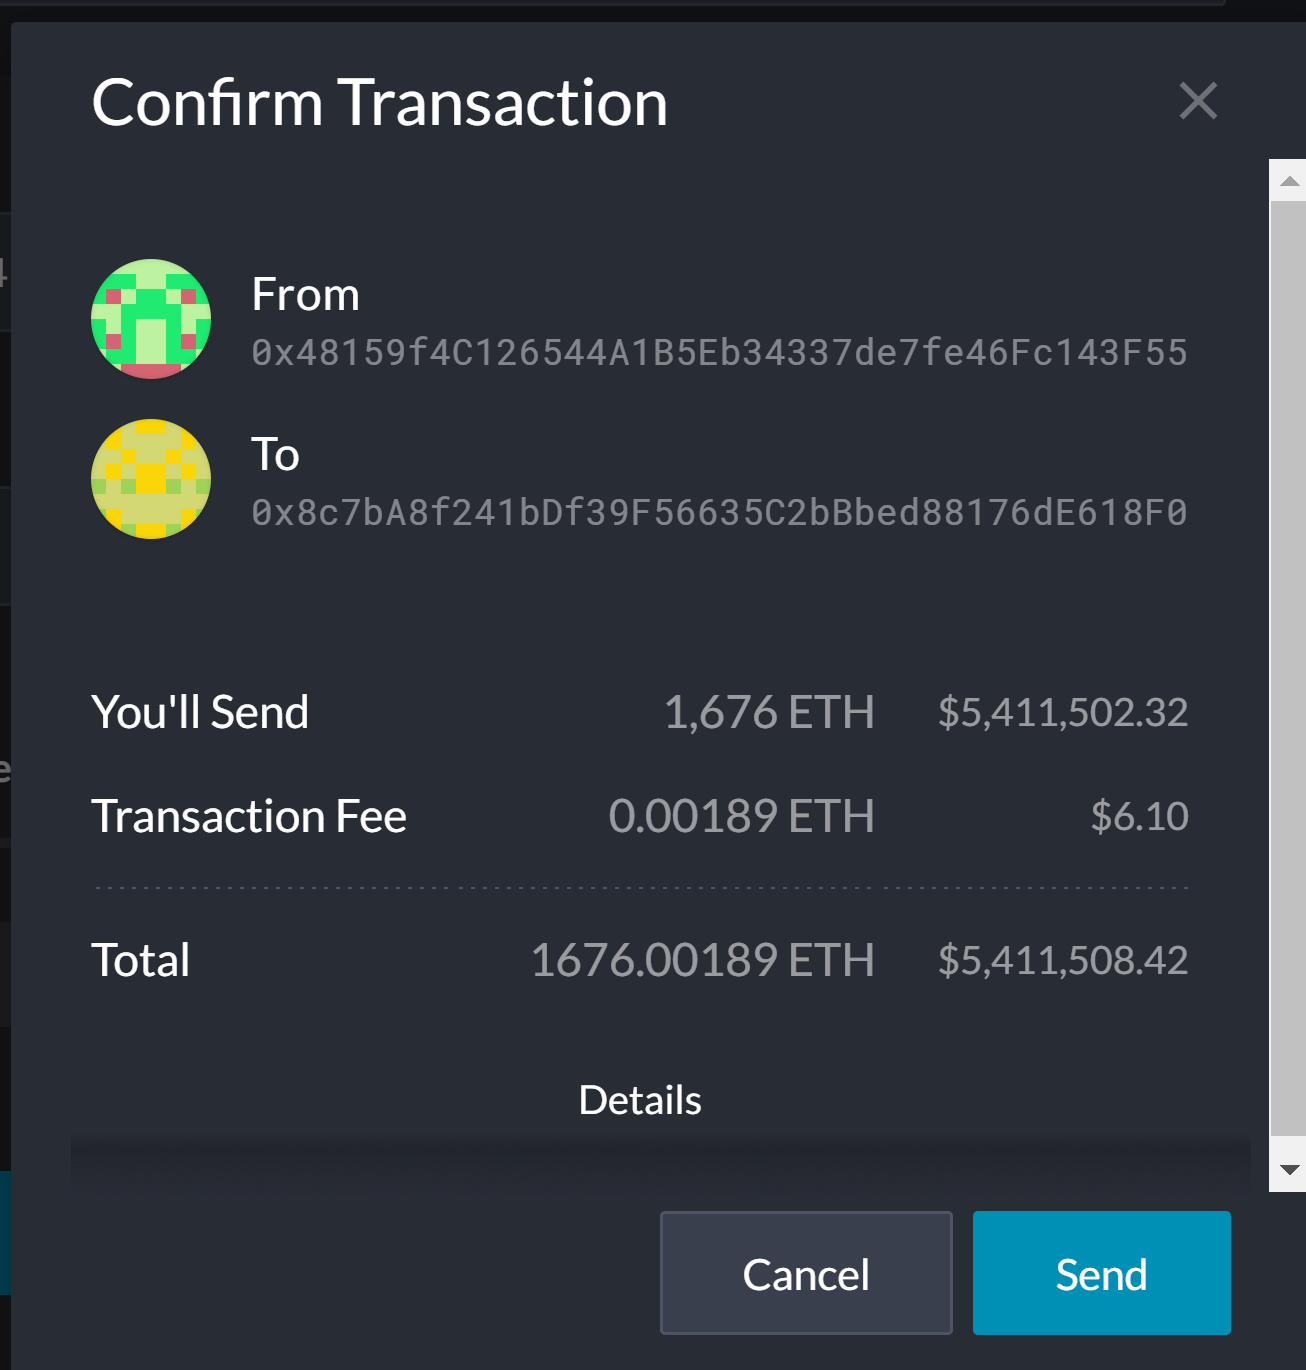 Confirm Transaction
From
0x48159f4C126544A1B5Eb34337de7fe46Fc143F55
To
0x8c7bA8f241bDf39F56635C2bBbed88176dE618F0
You'll Send 1,676 ETH $5,411,502.32
Transaction Fee 0.00189 ETH $6.10
Total 1676.00189 ETH $5,411,508.42
Details
Cancel Send